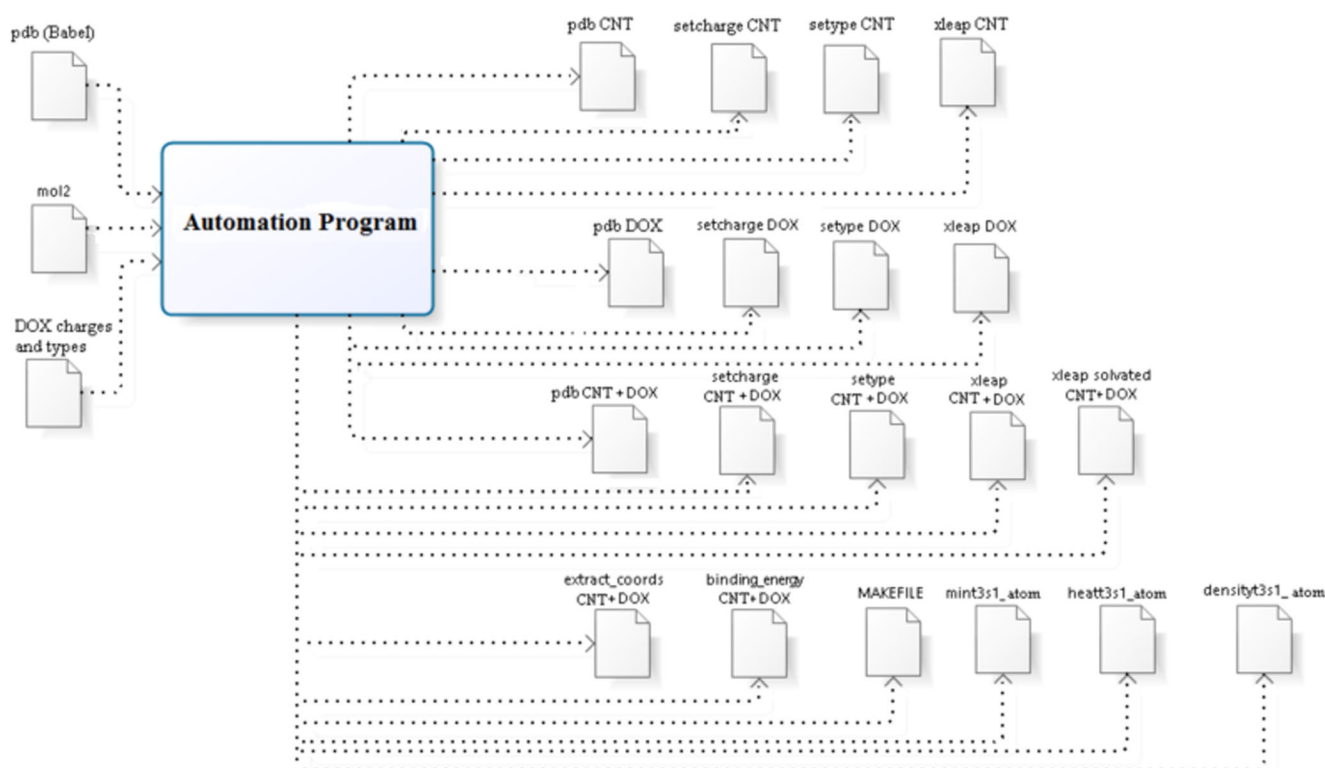 pdb (Babel)
pdb CNT
setcharge CNT
setype CNT
xleap CNT
mol2
Automation Program
pdb DOX
setcharge DOX
setype DOX
xleap DOX
DOX charges
and types
pdb CNT + DOX
setcharge
CNT + DOX
setype
CNT + DOX
xleap
CNT + DOX
xleap solvated
CNT+DOX
extract_coords
CNT+DOX
binding_energy
CNT+DOX
MAKEFILE
mint3s1_atom
heatt3s1_atom
densityt3s1_ atom